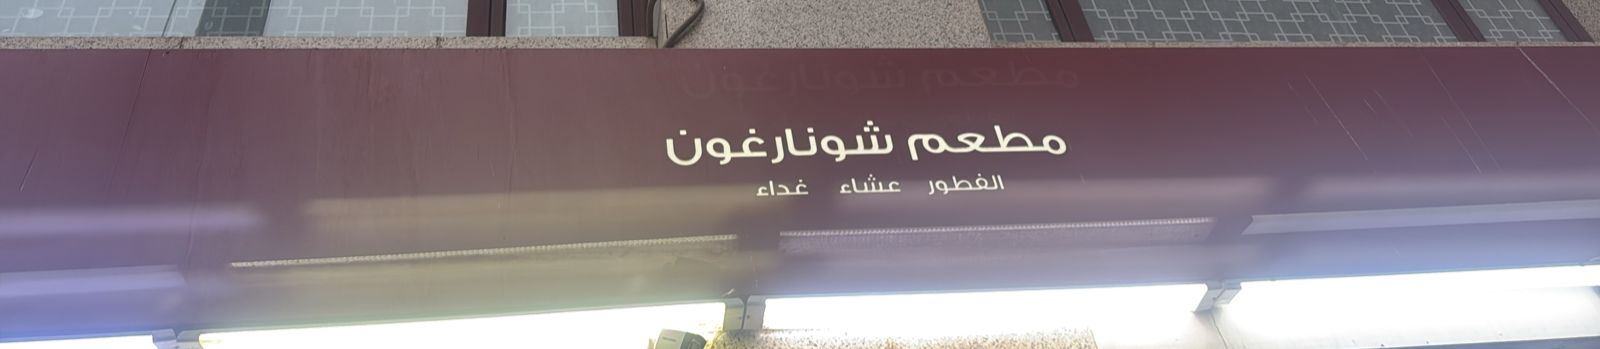 مطعم شونارغون
الفطور عشاء غداء